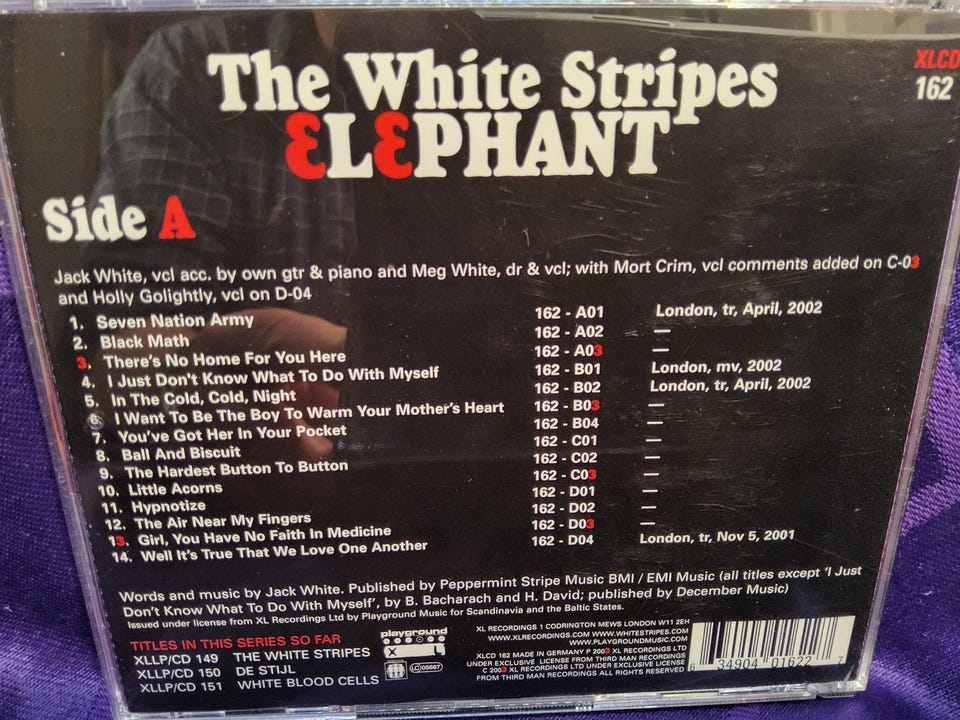 The White Stripes
ƐLƐPHANT
XLCD
162
Side A
Jack White, vcl acc. by own gtr & piano and Meg White, dr & vcl; with Mort Crim, vcl comments added on C-03
and Holly Golightly, vcl on D-04
1. Seven Nation Army 162 - A01 London, tr, April, 2002
2. Black Math 162 - A02 —
3. There's No Home For You Here 162 - A03 —
4. I Just Don't Know What To Do With Myself 162 - B01 London, mv, 2002
5. In The Cold, Cold, Night 162 - B02 London, tr, April, 2002
6. I Want To Be The Boy To Warm Your Mother's Heart 162 - B03 —
7. You've Got Her In Your Pocket 162 - B04 —
8. Ball And Biscuit 162 - C01 —
9. The Hardest Button To Button 162 - C02 —
10. Little Acorns 162 - C03 —
11. Hypnotize 162 - D01 —
12. The Air Near My Fingers 162 - D02 —
13. Girl, You Have No Faith In Medicine 162 - D03 —
14. Well It's True That We Love One Another 162 - D04 London, tr, Nov 5, 2001
Words and music by Jack White. Published by Peppermint Stripe Music BMI / EMI Music (all titles except 'I Just
Don't Know What To Do With Myself', by B. Bacharach and H. David; published by December Music)
Issued under license from XL Recordings Ltd by Playground Music for Scandinavia and the Baltic States.
TITLES IN THIS SERIES SO FAR
XLLP/CD 149 THE WHITE STRIPES
XLLP/CD 150 DE STIJL
XLLP/CD 151 WHITE BLOOD CELLS
playground
X L
LC 05667
XL RECORDINGS 1 CODRINGTON MEWS LONDON W11 2EH
WWW.XLRECORDINGS.COM WWW.WHITESTRIPES.COM
WWW.PLAYGROUNDMUSIC.COM
XLCD 162 MADE IN GERMANY P 2003 XL RECORDINGS LTD
UNDER EXCLUSIVE LICENSE FROM THIRD MAN RECORDINGS
C 2003 XL RECORDINGS LTD UNDER EXCLUSIVE LICENSE
FROM THIRD MAN RECORDINGS ALL RIGHTS RESERVED
6 34904 01622 7